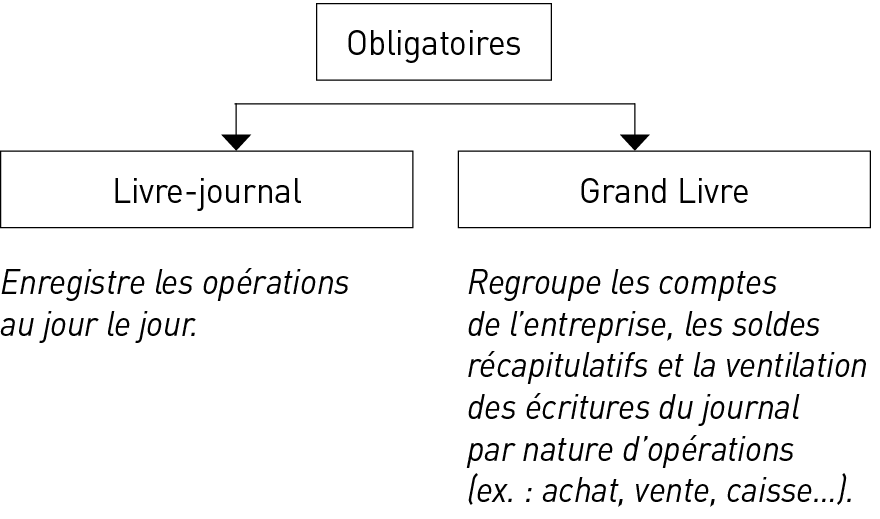 Obligatoires
Livre-journal
Grand Livre
Enregistre les opérations
au jour le jour.
Regroupe les comptes
de l’entreprise, les soldes
récapitulatifs et la ventilation
des écritures du journal
par nature d’opérations
(ex. : achat, vente, caisse…).